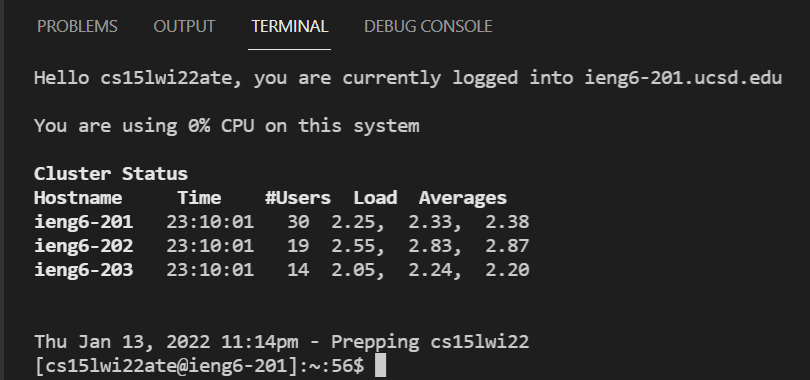 PROBLEMS OUTPUT TERMINAL DEBUG CONSOLE
Hello cs15lwi22ate, you are currently logged into ieng6-201.ucsd.edu
You are using 0% CPU on this system
Cluster Status
Hostname Time #Users Load Averages
ieng6-201 23:10:01 30 2.25, 2.33, 2.38
ieng6-202 23:10:01 19 2.55, 2.83, 2.87
ieng6-203 23:10:01 14 2.05, 2.24, 2.20
Thu Jan 13, 2022 11:14pm - Prepping cs15lwi22
[cs15lwi22ate@ieng6-201]:~:56$